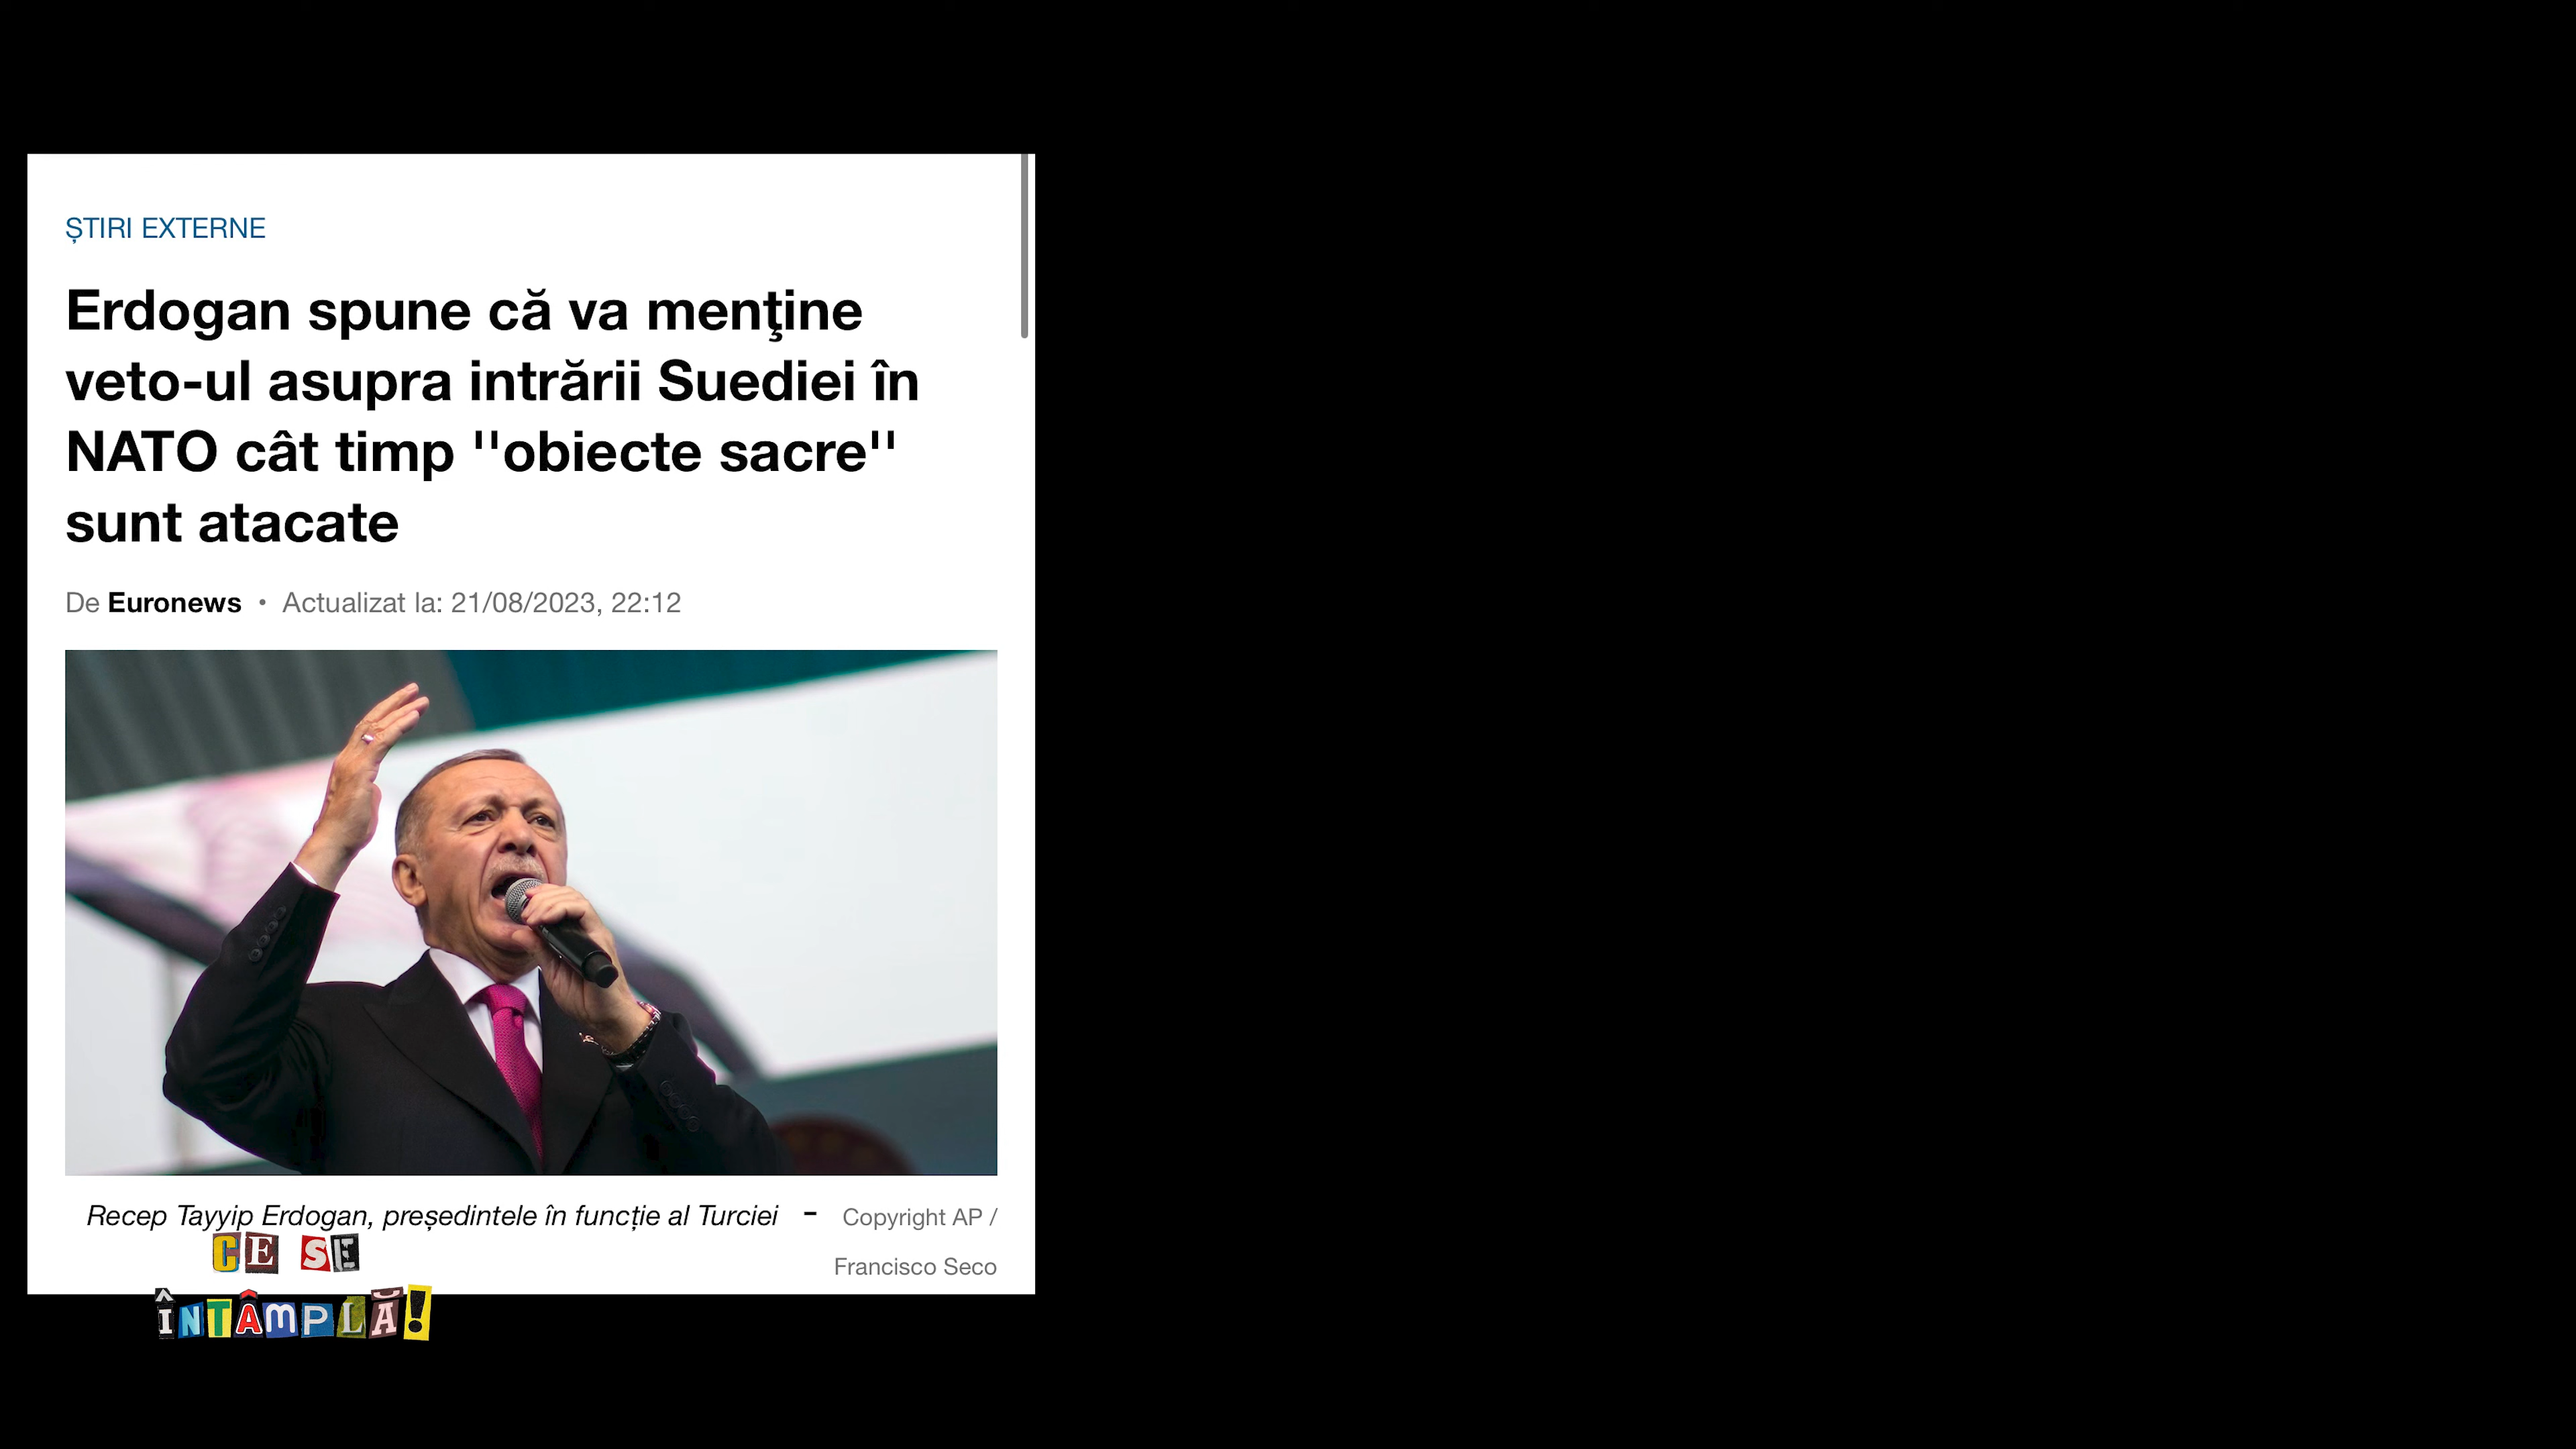 ȘTIRI EXTERNE
Erdogan spune că va menţine
veto-ul asupra intrării Suediei în
NATO cât timp ''obiecte sacre''
sunt atacate
De Euronews • Actualizat la: 21/08/2023, 22:12
Recep Tayyip Erdogan, președintele în funcție al Turciei - Copyright AP /
Francisco Seco
CE SE
ÎNTÂMPLĂ!